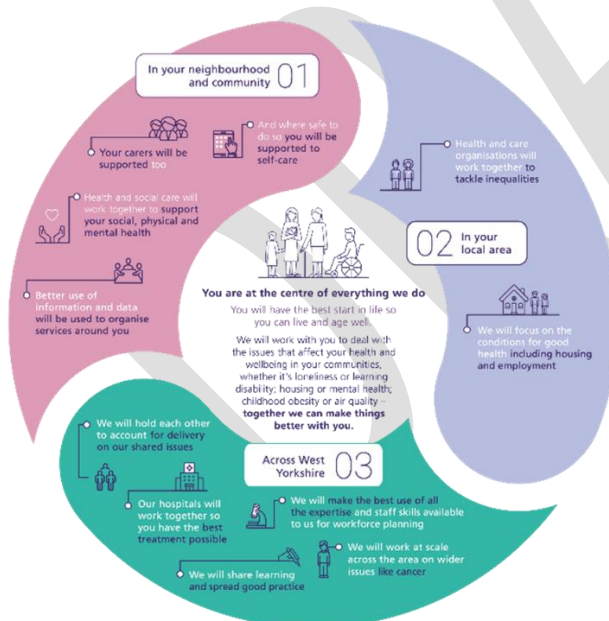 In your neighbourhood
and community
01
And where safe to
do so you will be
supported to
self-care
Your carers will be
supported too
Health and social care will
work together to support
your social, physical and
mental health
Better use of
information and data
will be used to organise
services around you
Health and care
organisations will
work together to
tackle inequalities
02
In your
local area
We will focus on the
conditions for good
health including housing
and employment
You are at the centre of everything we do
You will have the best start in life so
you can live and age well
We will work with you to deal with
the issues that affect your health and
wellbeing in your communities,
whether it's loneliness or learning
disability; housing or mental health;
childhood obesity or air quality –
together we can make things
better with you.
Across West
Yorkshire
03
We will hold each other
to account for delivery
on our shared issues
Our hospitals will
work together so
you have the best
treatment possible
We will make the best use of all
the expertise and staff skills available
to us for workforce planning
We will work at scale
across the area on wider
issues like cancer
We will share learning
and spread good practice